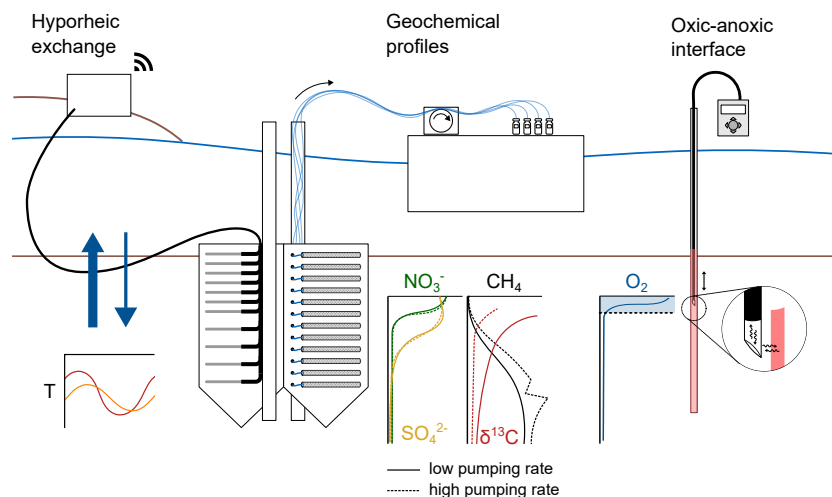 Hyporheic
exchange
Geochemical
profiles
Oxic-anoxic
interface
NO₃⁻
CH₄
O₂
T
SO₄²⁻
δ¹³C
low pumping rate
high pumping rate